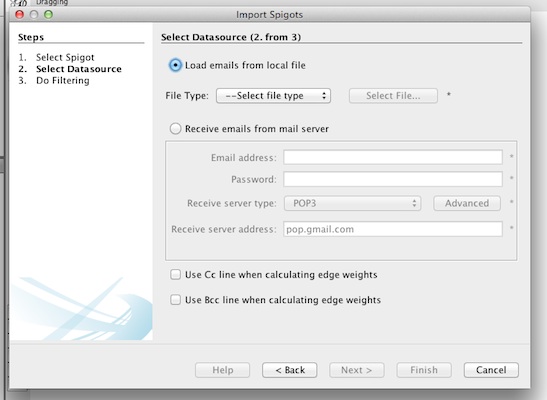 Dragging
Import Spigots
Steps
1. Select Spigot
2. Select Datasource
3. Do Filtering
Select Datasource (2. from 3)
Load emails from local file
File Type: --Select file type Select File... *
Receive emails from mail server
Email address: *
Password: *
Receive server type: POP3 Advanced *
Receive server address: pop.gmail.com *
Use Cc line when calculating edge weights
Use Bcc line when calculating edge weights
Help < Back Next > Finish Cancel